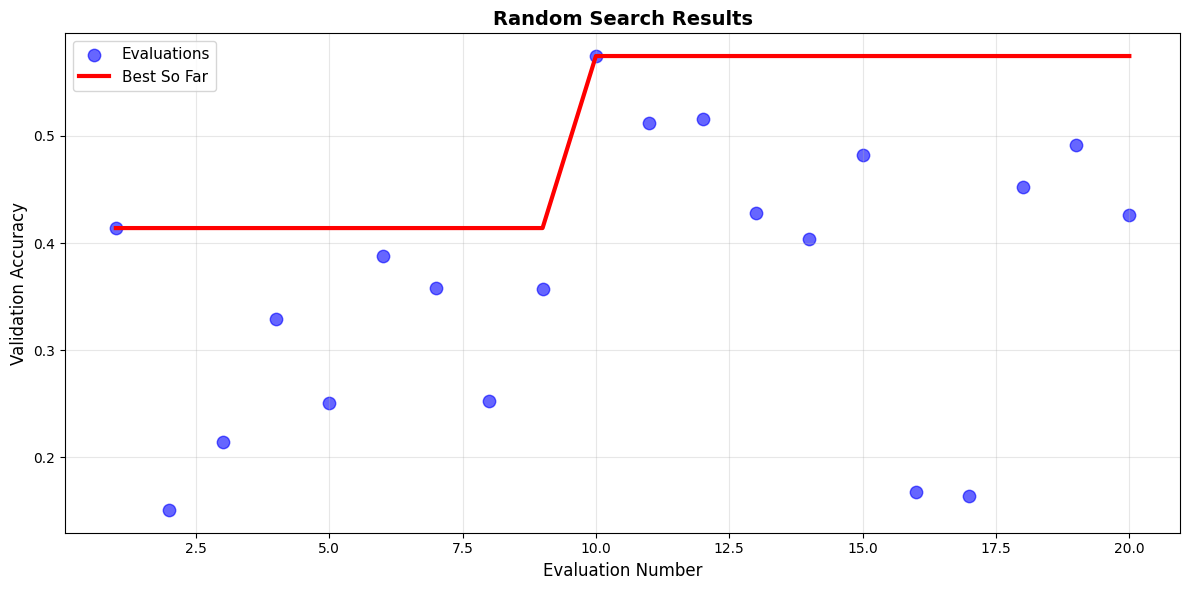 Random Search Results
Evaluations
Best So Far
Validation Accuracy
0.5
0.4
0.3
0.2
2.5 5.0 7.5 10.0 12.5 15.0 17.5 20.0
Evaluation Number